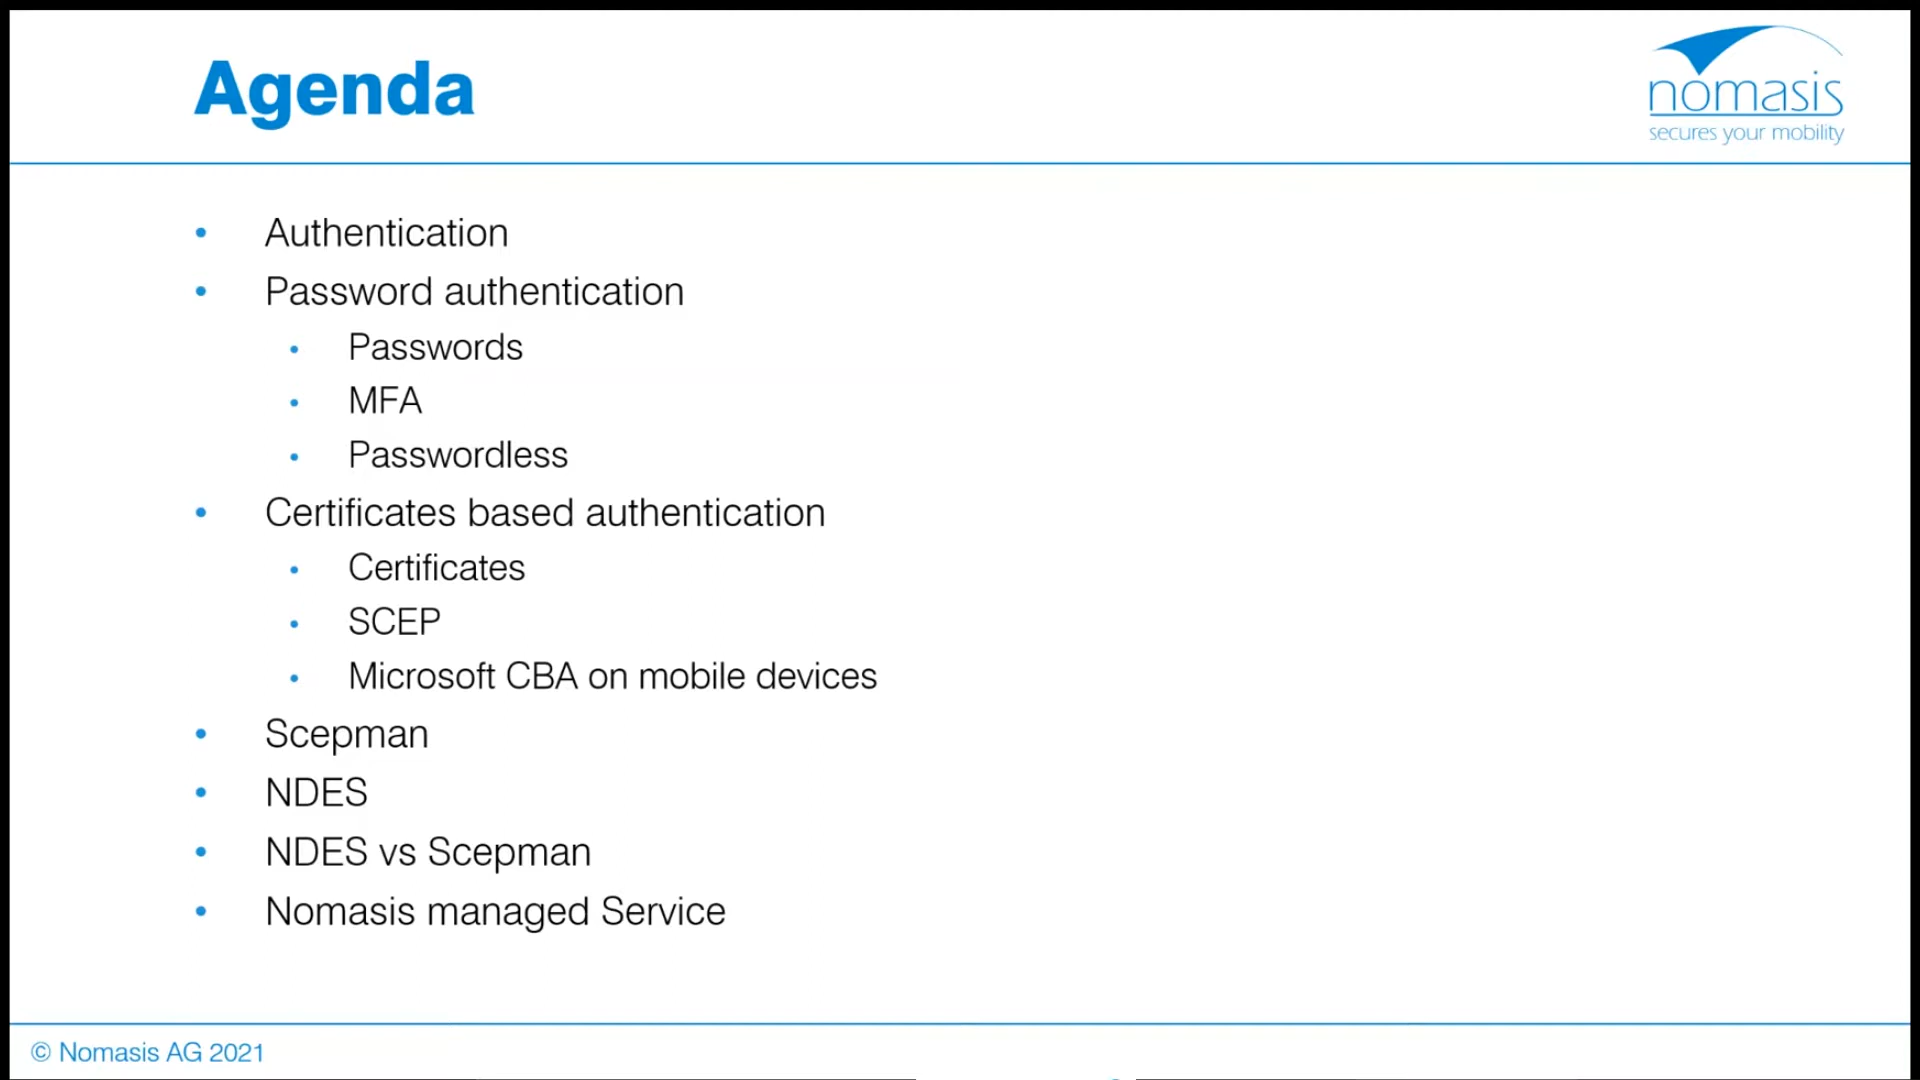 Agenda
nomasis
secures your mobility
• Authentication
• Password authentication
• Passwords
• MFA
• Passwordless
• Certificates based authentication
• Certificates
• SCEP
• Microsoft CBA on mobile devices
• Scepman
• NDES
• NDES vs Scepman
• Nomasis managed Service
© Nomasis AG 2021